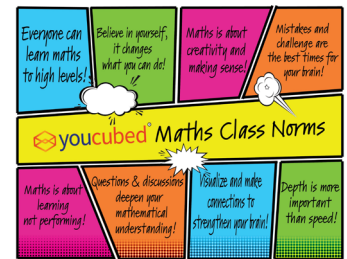 Everyone can
learn maths
to high levels!
Believe in yourself,
it changes
what you can do!
Maths is about
creativity and
making sense!
Mistakes and
challenge are
the best times for
your brain!
youcubed® Maths Class Norms
Maths is about
learning
not performing!
Questions & discussions
deepen your
mathematical
understanding!
Visualize and make
connections to
strengthen your brain!
Depth is more
important
than speed!